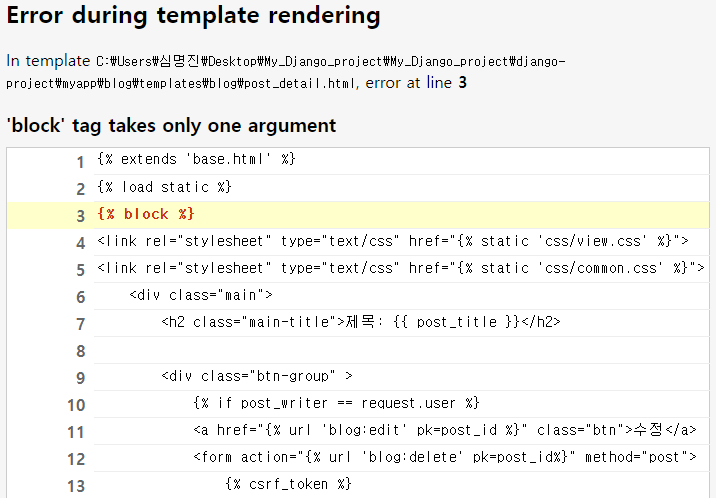 Error during template rendering
In template C:₩Users₩심명진₩Desktop₩My_Django_project₩My_Django_project₩django-
project₩myapp₩blog₩templates₩blog₩post_detail.html, error at line 3
'block' tag takes only one argument
1 {% extends 'base.html' %}
2 {% load static %}
3 {% block %}
4 <link rel="stylesheet" type="text/css" href="{% static 'css/view.css' %}">
5 <link rel="stylesheet" type="text/css" href="{% static 'css/common.css' %}">
6 <div class="main">
7 <h2 class="main-title">제목: {{ post_title }}</h2>
8
9 <div class="btn-group" >
10 {% if post_writer == request.user %}
11 <a href="{% url 'blog:edit' pk=post_id %}" class="btn">수정</a>
12 <form action="{% url 'blog:delete' pk=post_id%}" method="post">
13 {% csrf_token %}